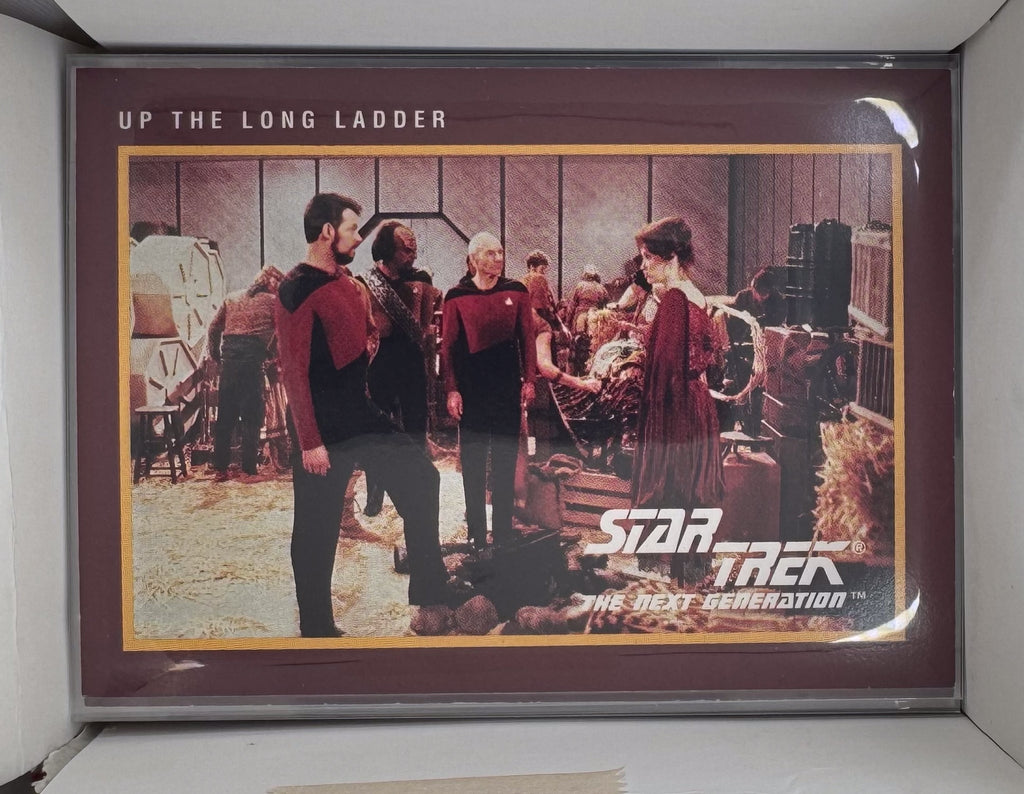 UP THE LONG LADDER
STAR
TREK®
THE NEXT GENERATION™